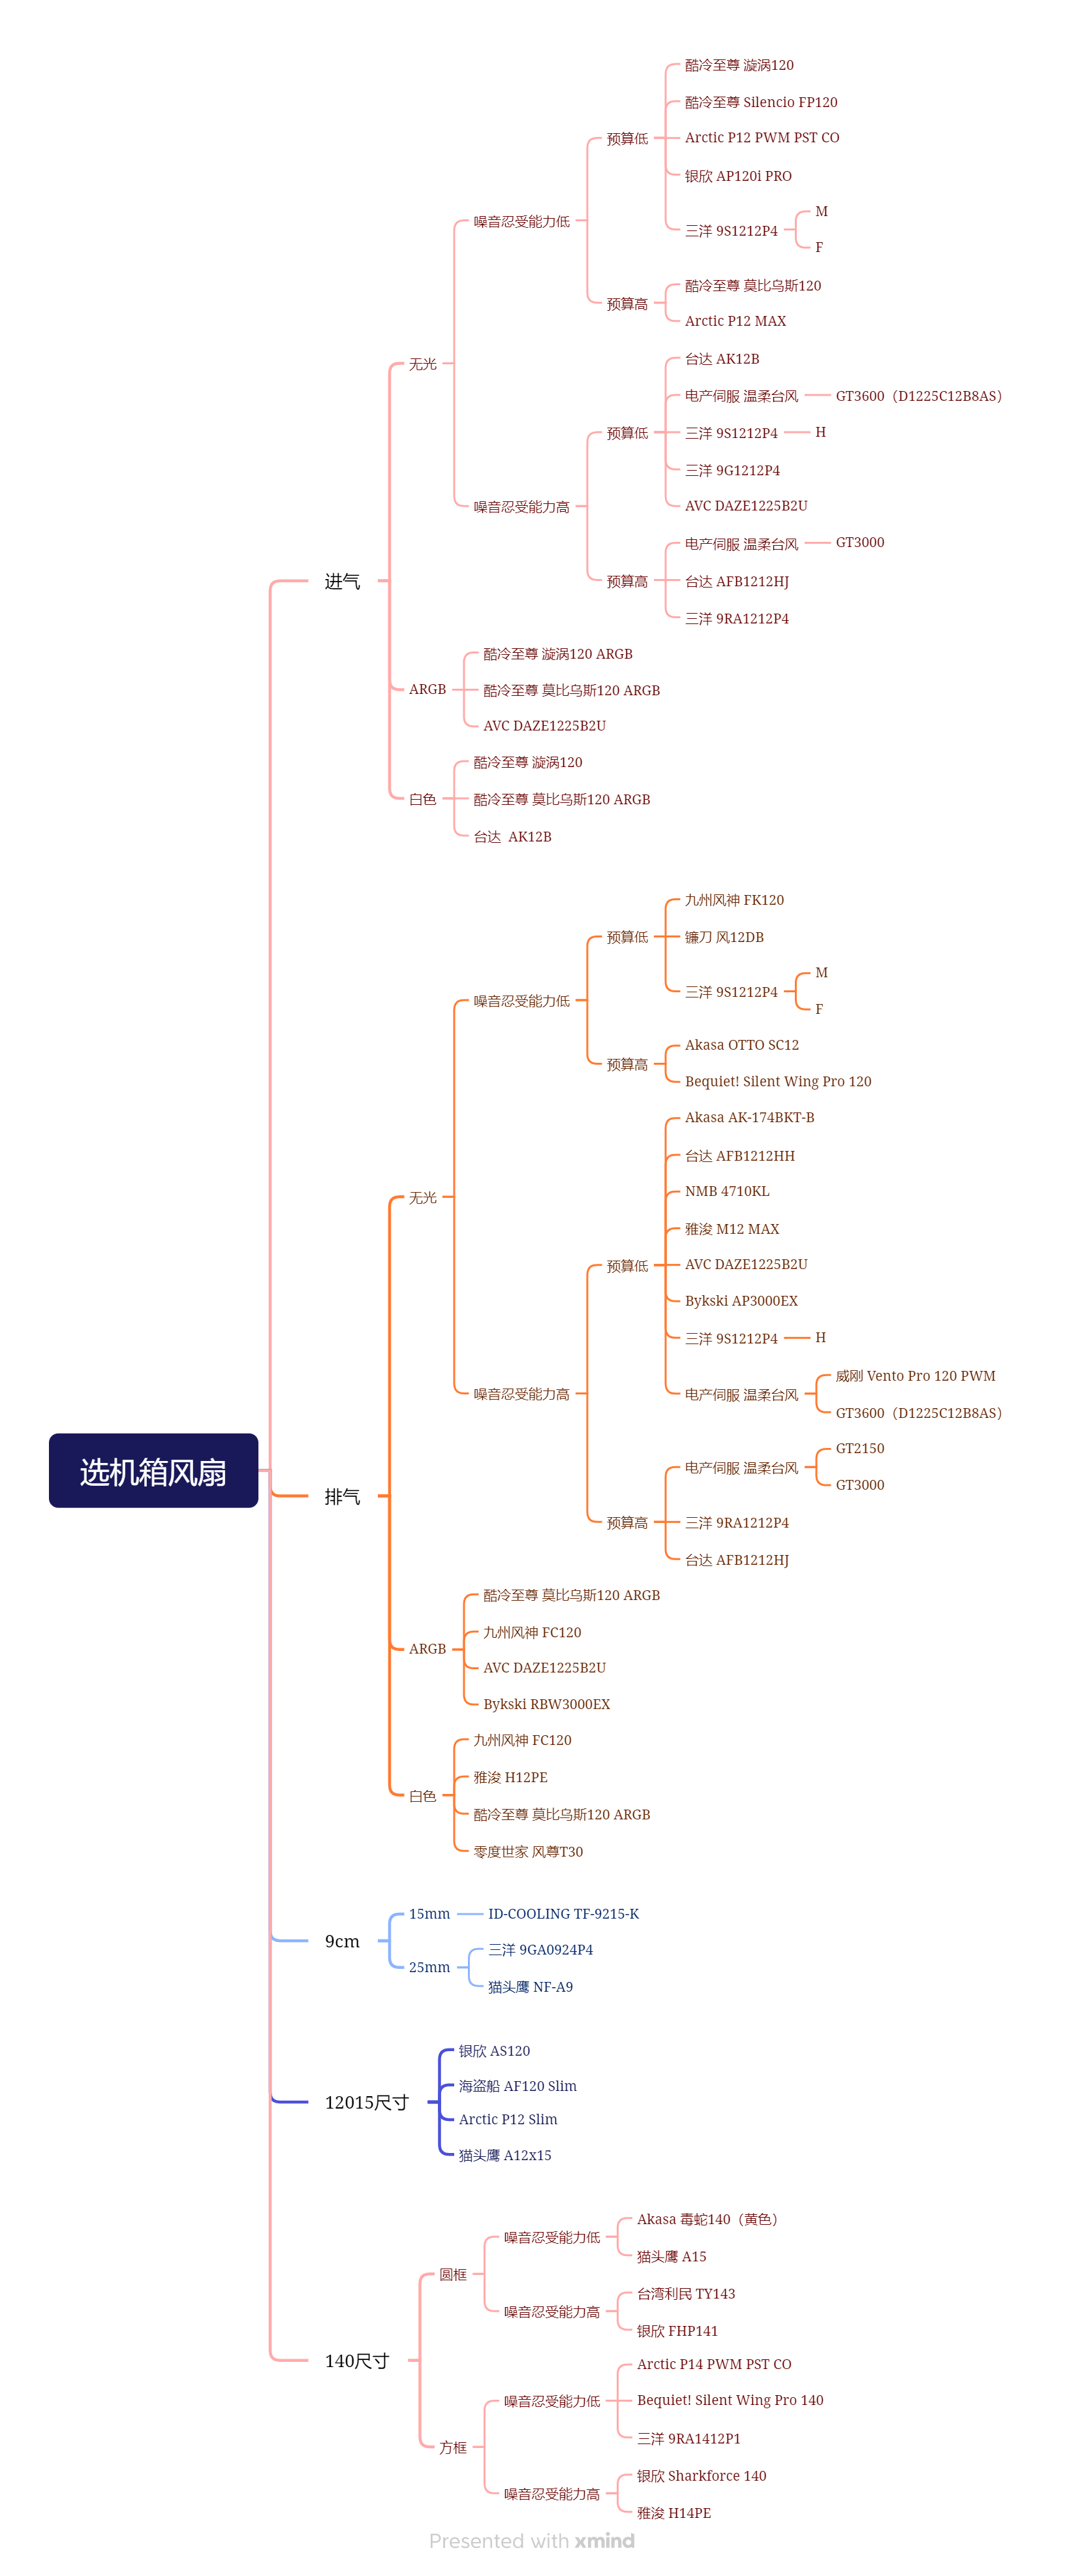 选机箱风扇
进气
无光
噪音忍受能力低
预算低
酷冷至尊 漩涡120
酷冷至尊 Silencio FP120
Arctic P12 PWM PST CO
银欣 AP120i PRO
三洋 9S1212P4
M
F
预算高
酷冷至尊 莫比乌斯120
Arctic P12 MAX
噪音忍受能力高
预算低
台达 AK12B
电产伺服 温柔台风
GT3600（D1225C12B8AS）
三洋 9S1212P4
H
三洋 9G1212P4
AVC DAZE1225B2U
预算高
电产伺服 温柔台风
GT3000
台达 AFB1212HJ
三洋 9RA1212P4
ARGB
酷冷至尊 漩涡120 ARGB
酷冷至尊 莫比乌斯120 ARGB
AVC DAZE1225B2U
白色
酷冷至尊 漩涡120
酷冷至尊 莫比乌斯120 ARGB
台达  AK12B
排气
无光
噪音忍受能力低
预算低
九州风神 FK120
镰刀 风12DB
三洋 9S1212P4
M
F
预算高
Akasa OTTO SC12
Bequiet! Silent Wing Pro 120
噪音忍受能力高
预算低
Akasa AK-174BKT-B
台达 AFB1212HH
NMB 4710KL
雅浚 M12 MAX
AVC DAZE1225B2U
Bykski AP3000EX
三洋 9S1212P4
H
电产伺服 温柔台风
威刚 Vento Pro 120 PWM
GT3600（D1225C12B8AS）
预算高
电产伺服 温柔台风
GT2150
GT3000
三洋 9RA1212P4
台达 AFB1212HJ
ARGB
酷冷至尊 莫比乌斯120 ARGB
九州风神 FC120
AVC DAZE1225B2U
Bykski RBW3000EX
白色
九州风神 FC120
雅浚 H12PE
酷冷至尊 莫比乌斯120 ARGB
零度世家 风尊T30
9cm
15mm
ID-COOLING TF-9215-K
25mm
三洋 9GA0924P4
猫头鹰 NF-A9
12015尺寸
银欣 AS120
海盗船 AF120 Slim
Arctic P12 Slim
猫头鹰 A12x15
140尺寸
圆框
噪音忍受能力低
Akasa 毒蛇140（黄色）
猫头鹰 A15
噪音忍受能力高
台湾利民 TY143
银欣 FHP141
方框
噪音忍受能力低
Arctic P14 PWM PST CO
Bequiet! Silent Wing Pro 140
三洋 9RA1412P1
噪音忍受能力高
银欣 Sharkforce 140
雅浚 H14PE
Presented with xmind